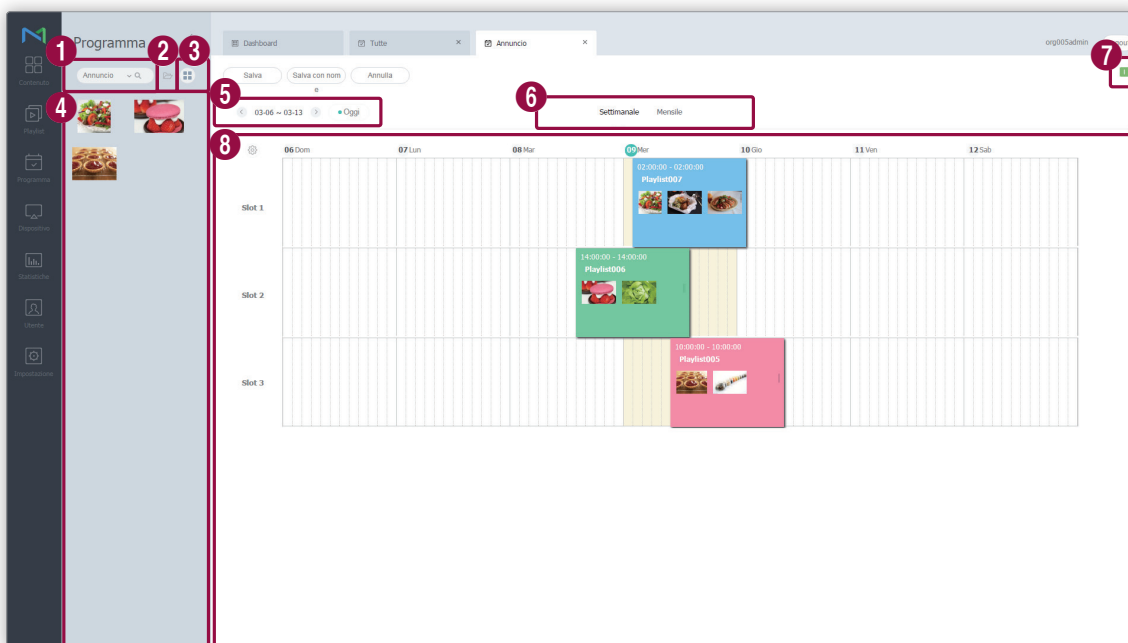 Programma
1
2
3
Annuncio
4
Contenuto
Playlist
Programma
Dispositivo
Statistiche
Utente
Impostazione
Dashboard
Tutte
Annuncio
org005admin
7
Salva
Salva con nom
e
Annulla
5
03-06 ~ 03-13
Oggi
6
Settimanale
Mensile
8
06 Dom
07 Lun
08 Mar
09 Mer
10 Gio
11 Ven
12 Sab
Slot 1
02:00:00 - 02:00:00
Playlist007
Slot 2
14:00:00 - 14:00:00
Playlist006
Slot 3
10:00:00 - 10:00:00
Playlist005